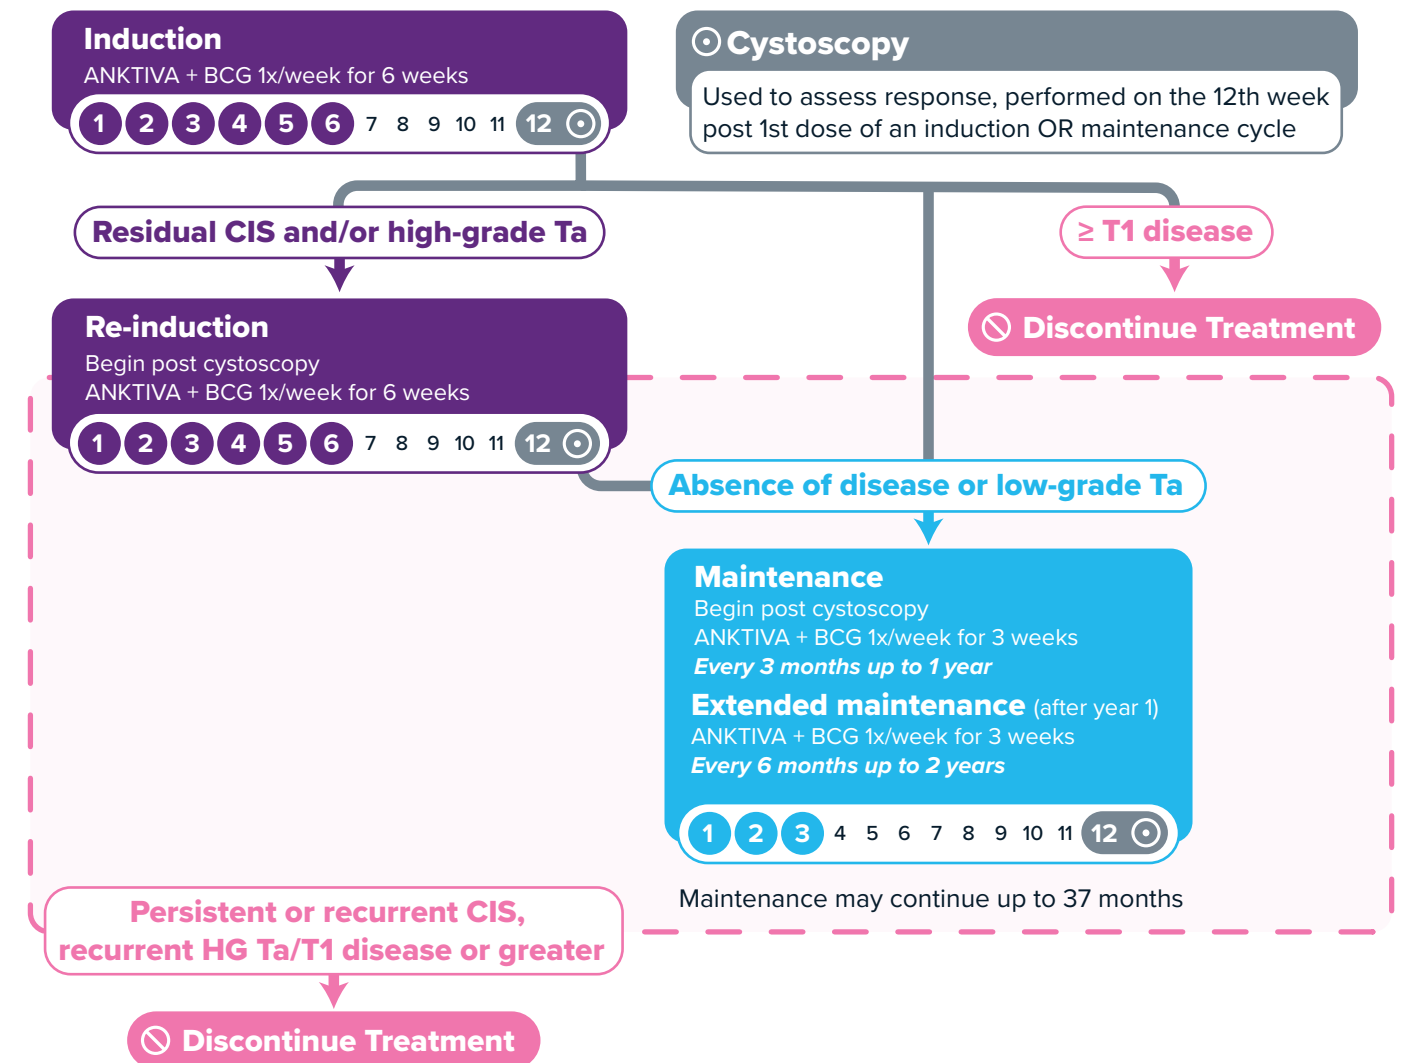 Induction
ANKTIVA + BCG 1x/week for 6 weeks
1 2 3 4 5 6 7 8 9 10 11 12
Cystoscopy
Used to assess response, performed on the 12th week
post 1st dose of an induction OR maintenance cycle
Residual CIS and/or high-grade Ta
≥ T1 disease
Discontinue Treatment
Re-induction
Begin post cystoscopy
ANKTIVA + BCG 1x/week for 6 weeks
1 2 3 4 5 6 7 8 9 10 11 12
Absence of disease or low-grade Ta
Maintenance
Begin post cystoscopy
ANKTIVA + BCG 1x/week for 3 weeks
Every 3 months up to 1 year
Extended maintenance (after year 1)
ANKTIVA + BCG 1x/week for 3 weeks
Every 6 months up to 2 years
1 2 3 4 5 6 7 8 9 10 11 12
Maintenance may continue up to 37 months
Persistent or recurrent CIS,
recurrent HG Ta/T1 disease or greater
Discontinue Treatment